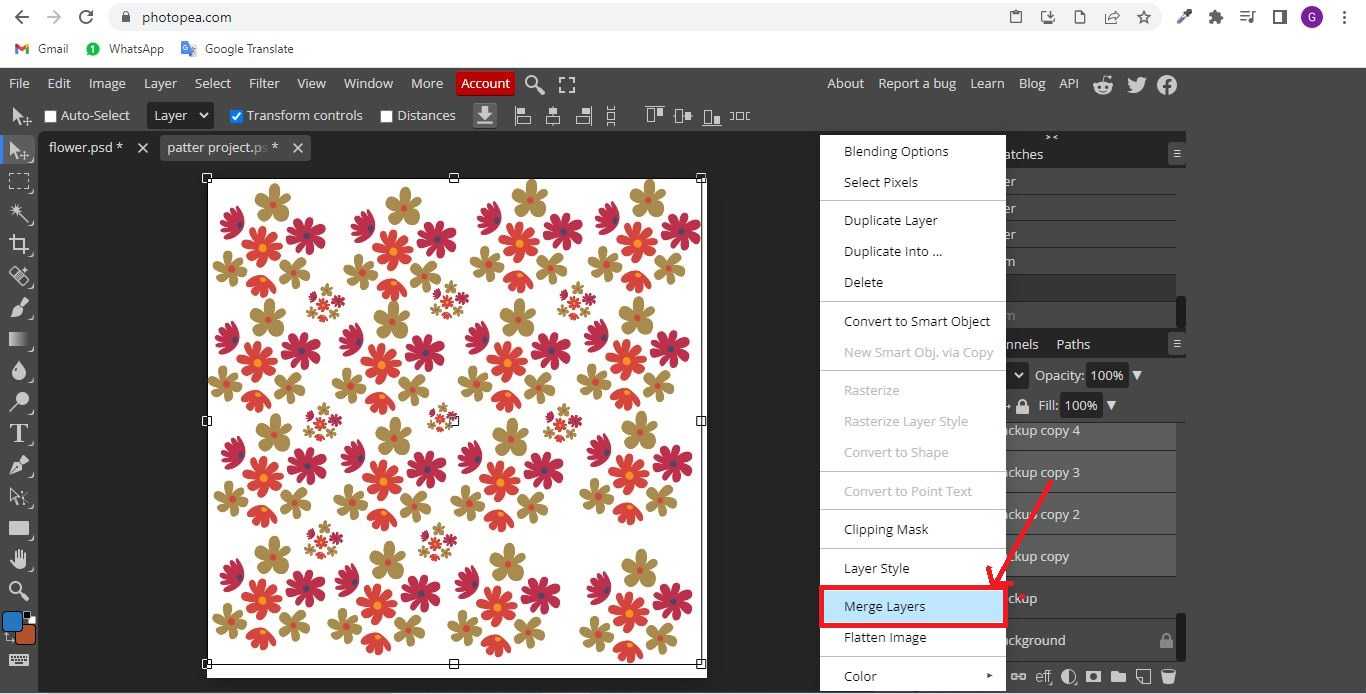 photopea.com
G
Gmail
1
WhatsApp
Google Translate
File Edit Image Layer Select Filter View Window More Account
About Report a bug Learn Blog API
Auto-Select Layer Transform controls Distances
flower.psd * patter project.ps *
Blending Options
Select Pixels
Duplicate Layer
Duplicate Into ...
Delete
Convert to Smart Object
New Smart Obj. via Copy
Rasterize
Rasterize Layer Style
Convert to Shape
Convert to Point Text
Clipping Mask
Layer Style
Merge Layers
Flatten Image
Color
atches
er
er
er
m
m
nnels Paths
Opacity: 100%
Fill: 100%
ckup copy 4
ckup copy 3
ckup copy 2
ckup copy
ckup
ckground
eff
T